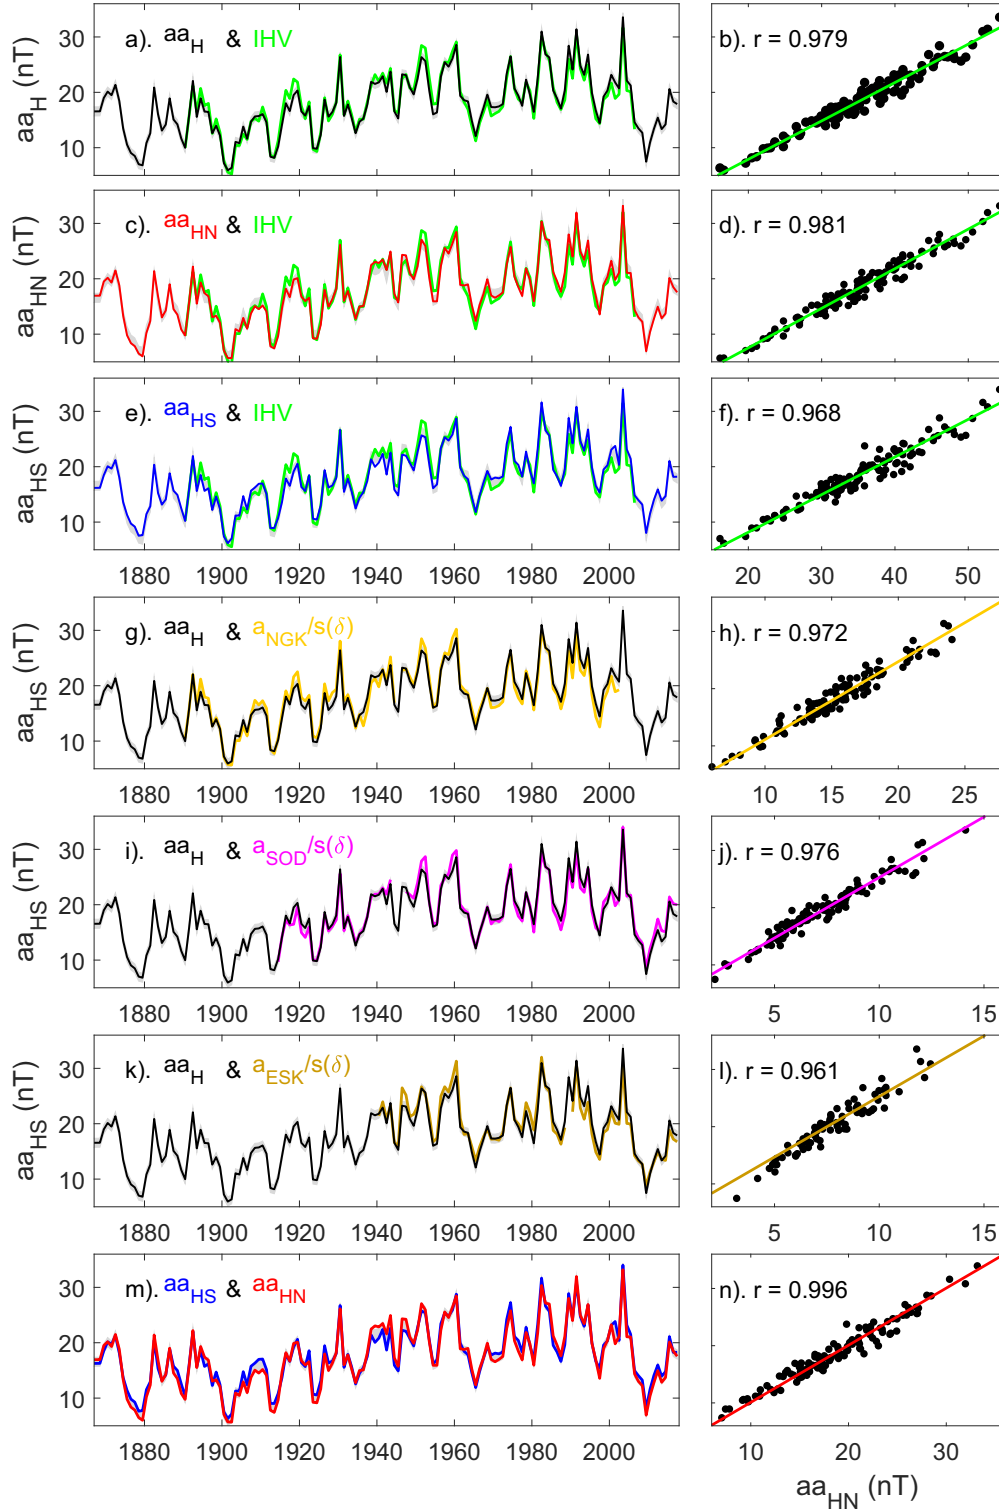 a). aa_H & IHV
aa_H (nT)
30
20
10
b). r = 0.979
c). aa_HN & IHV
aa_HN (nT)
30
20
10
d). r = 0.981
e). aa_HS & IHV
aa_HS (nT)
30
20
10
1880 1900 1920 1940 1960 1980 2000
f). r = 0.968
20 30 40 50
g). aa_H & a_NGK/s(δ)
aa_HS (nT)
30
20
10
1880 1900 1920 1940 1960 1980 2000
h). r = 0.972
10 15 20 25
i). aa_H & a_SOD/s(δ)
aa_HS (nT)
30
20
10
1880 1900 1920 1940 1960 1980 2000
j). r = 0.976
5 10 15
k). aa_H & a_ESK/s(δ)
aa_HS (nT)
30
20
10
1880 1900 1920 1940 1960 1980 2000
l). r = 0.961
5 10 15
m). aa_HS & aa_HN
30
20
10
1880 1900 1920 1940 1960 1980 2000
n). r = 0.996
10 20 30
aa_HN (nT)